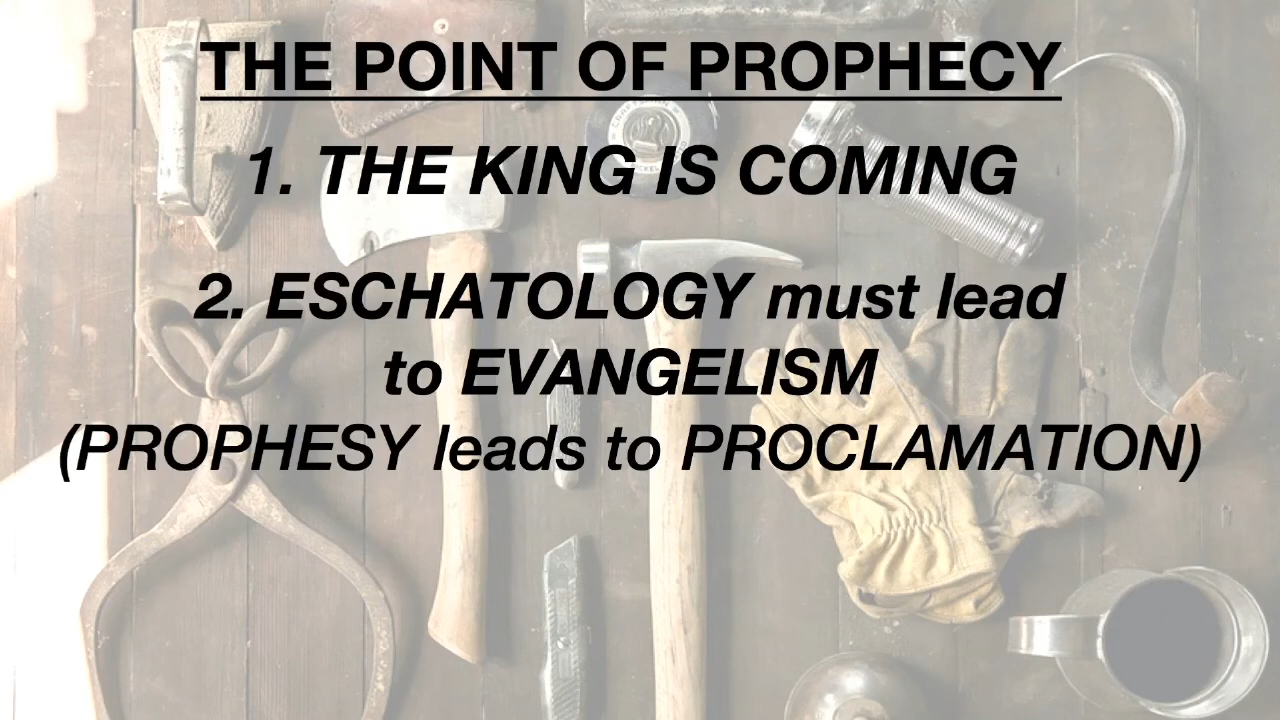 THE POINT OF PROPHECY
1. THE KING IS COMING
2. ESCHATOLOGY must lead
to EVANGELISM
(PROPHESY leads to PROCLAMATION)